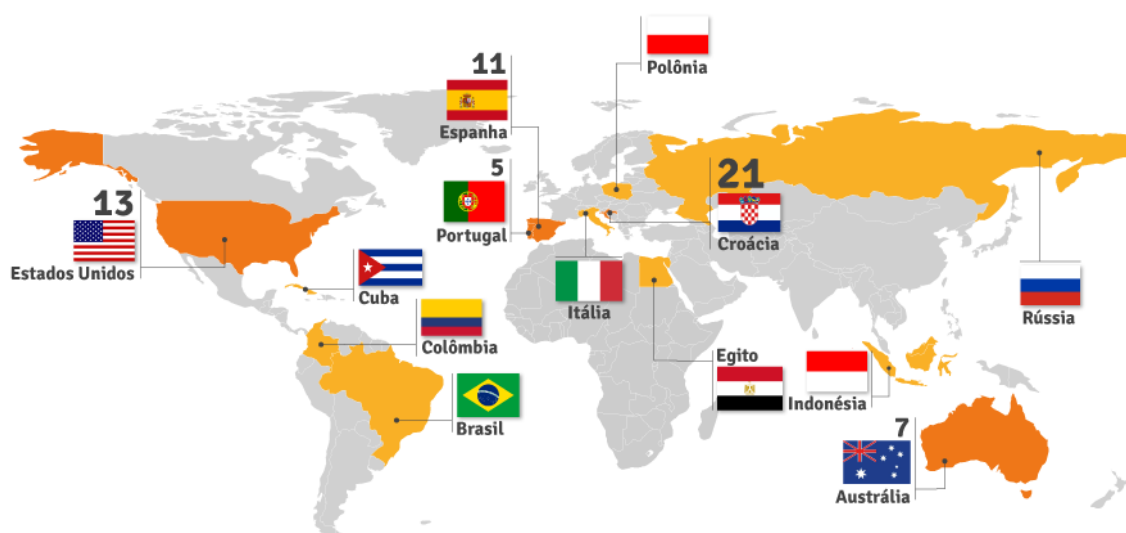 Polônia
11
Espanha
5
Portugal
21
Croácia
13
Estados Unidos
Cuba
Itália
Rússia
Colômbia
Egito
Indonésia
Brasil
7
Austrália